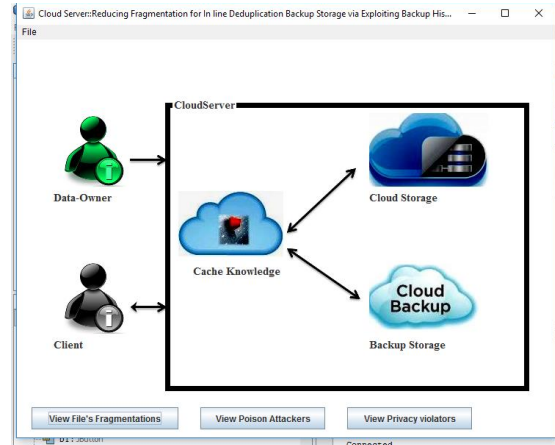 Cloud Server::Reducing Fragmentation for In line Deduplication Backup Storage via Exploiting Backup His...
File
CloudServer
Data-Owner
Cloud Storage
Cache Knowledge
Cloud
Backup
Client
Backup Storage
View File's Fragmentations
View Poison Attackers
View Privacy violators
Connected